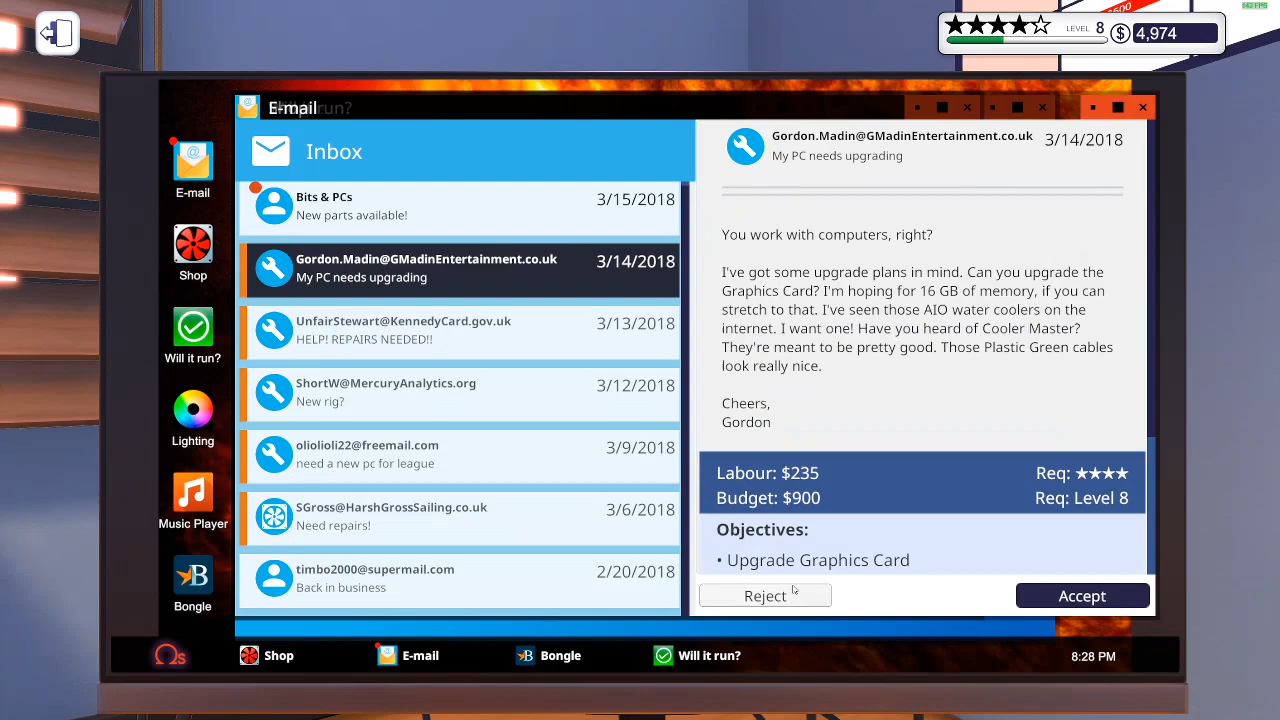 $600
142 FPS
LEVEL 8
$ 4,974
E-mail
Inbox
Bits & PCs
3/15/2018
New parts available!
Gordon.Madin@GMadinEntertainment.co.uk
3/14/2018
My PC needs upgrading
UnfairStewart@KennedyCard.gov.uk
3/13/2018
HELP! REPAIRS NEEDED!!
ShortW@MercuryAnalytics.org
3/12/2018
New rig?
oliolioli22@freemail.com
3/9/2018
need a new pc for league
SGross@HarshGrossSailing.co.uk
3/6/2018
Need repairs!
timbo2000@supermail.com
2/20/2018
Back in business
Gordon.Madin@GMadinEntertainment.co.uk
3/14/2018
My PC needs upgrading
You work with computers, right?
I've got some upgrade plans in mind. Can you upgrade the
Graphics Card? I'm hoping for 16 GB of memory, if you can
stretch to that. I've seen those AIO water coolers on the
internet. I want one! Have you heard of Cooler Master?
They're meant to be pretty good. Those Plastic Green cables
look really nice.
Cheers,
Gordon
Labour: $235
Req: ★★★★
Budget: $900
Req: Level 8
Objectives:
• Upgrade Graphics Card
Reject
Accept
E-mail
Shop
Will it run?
Lighting
Music Player
Bongle
Shop
E-mail
Bongle
Will it run?
8:28 PM